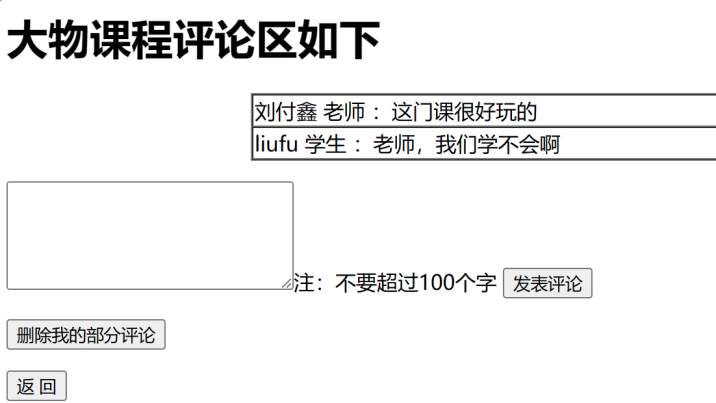 大物课程评论区如下
刘付鑫 老师 ：这门课很好玩的
liufu 学生 ：老师，我们学不会啊
注：不要超过100个字 发表评论
删除我的部分评论
返 回